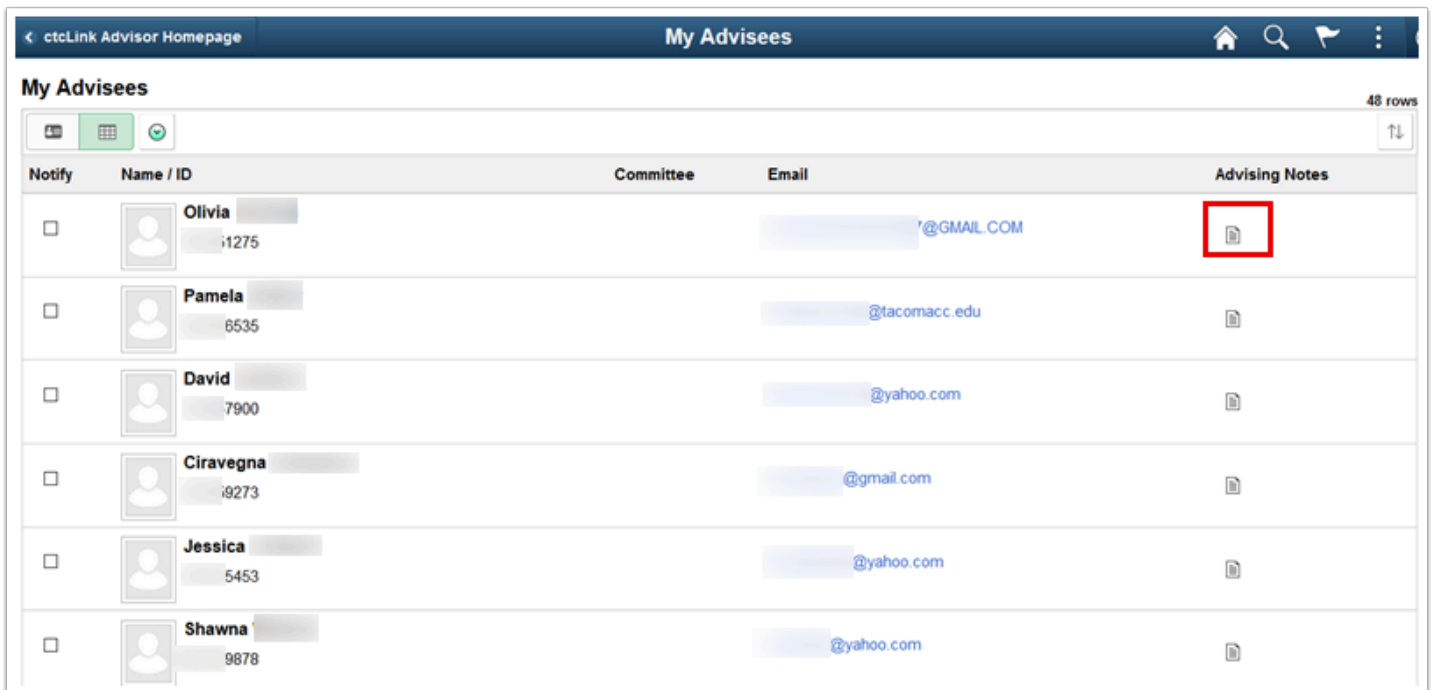 ctcLink Advisor Homepage My Advisees
My Advisees
48 rows
Notify Name / ID Committee Email Advising Notes
Olivia
1275 7@GMAIL.COM
Pamela
6535 @tacomacc.edu
David
7900 @yahoo.com
Ciravegna
9273 @gmail.com
Jessica
5453 @yahoo.com
Shawna
9878 @yahoo.com